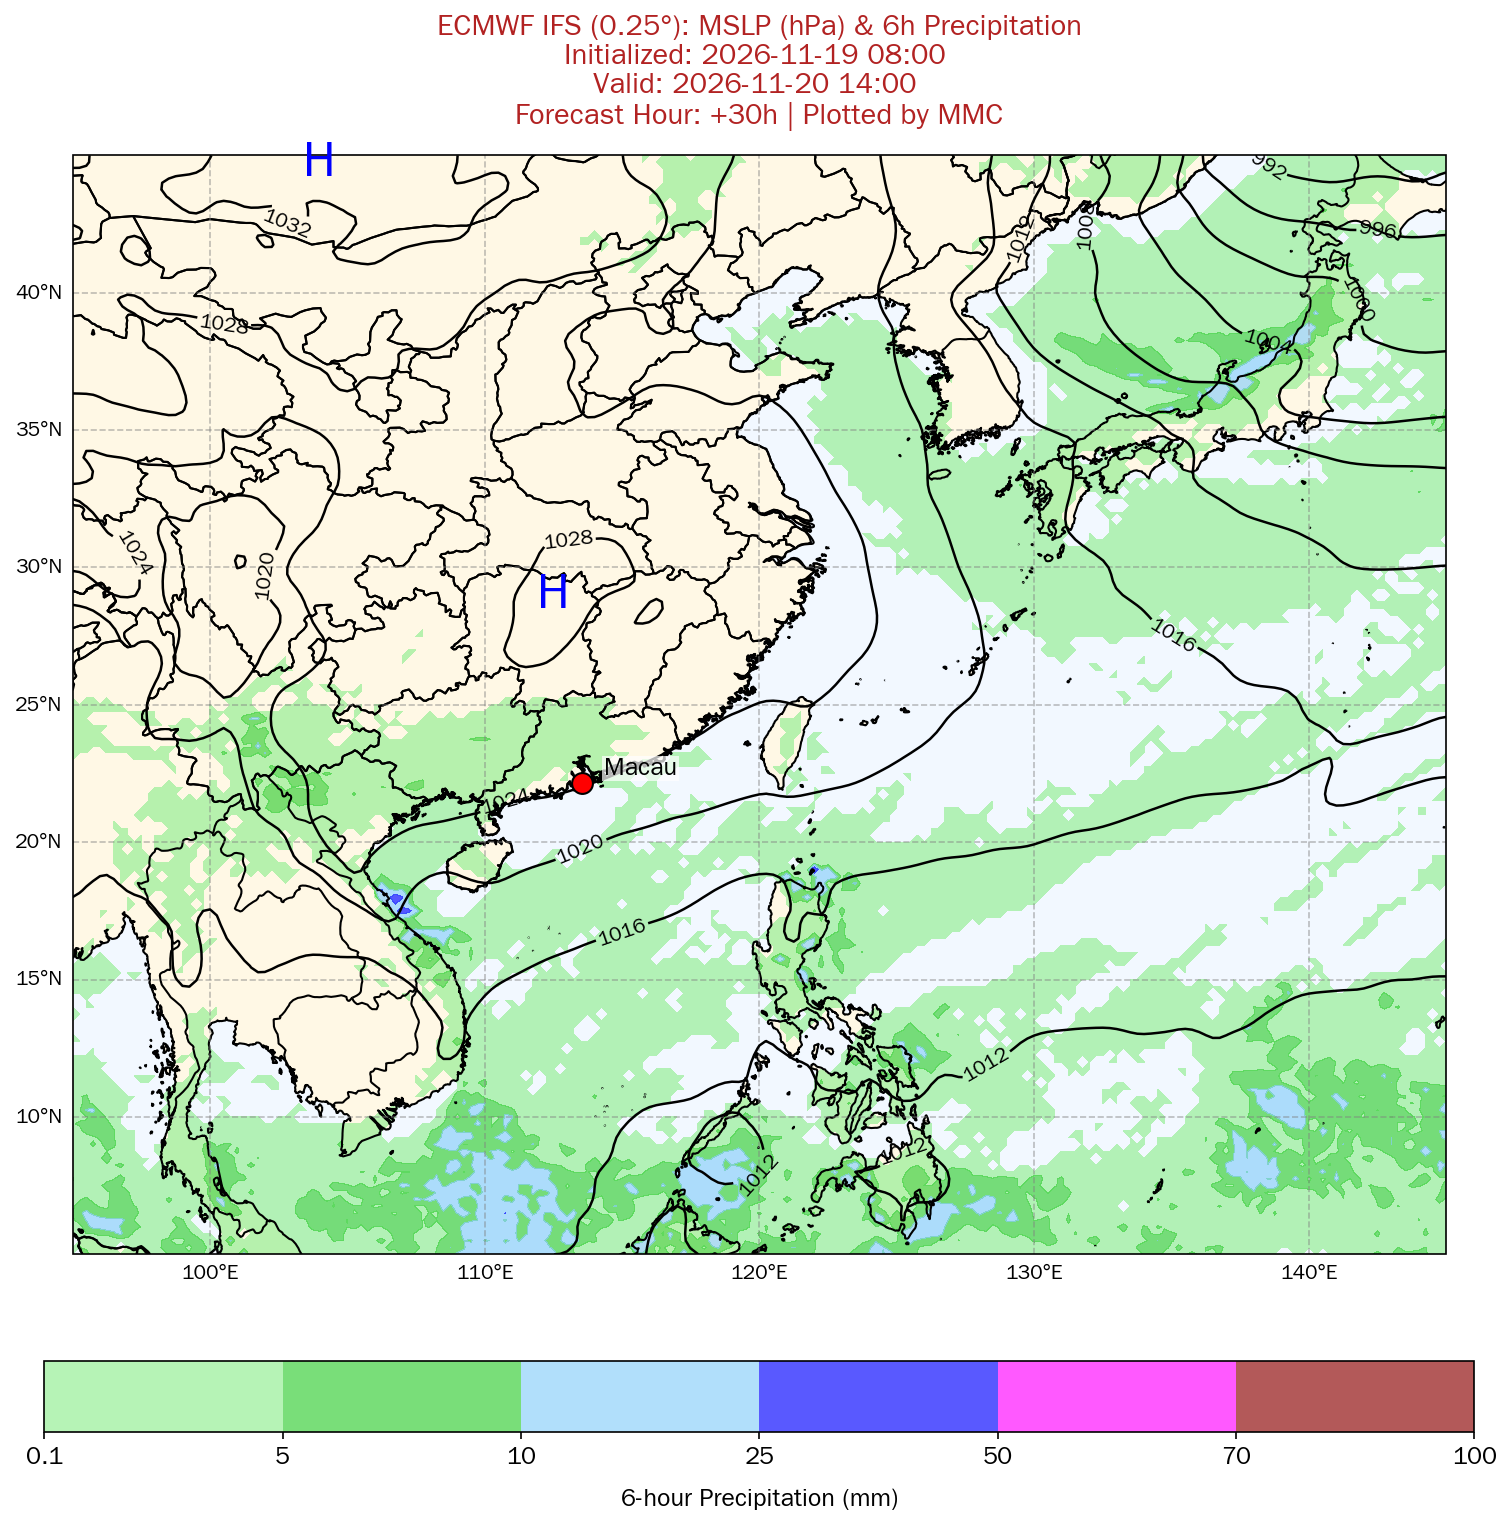 ECMWF IFS (0.25°): MSLP (hPa) & 6h Precipitation
Initialized: 2026-11-19 08:00
Valid: 2026-11-20 14:00
Forecast Hour: +30h | Plotted by MMC
H
992
1032
1012
1008
996
40°N
1028
1000
1004
35°N
1024
1028
1020
30°N
H
1016
25°N
Macau
1024
20°N
1020
1016
15°N
1012
10°N
1012
1012
100°E 110°E 120°E 130°E 140°E
0.1 5 10 25 50 70 100
6-hour Precipitation (mm)